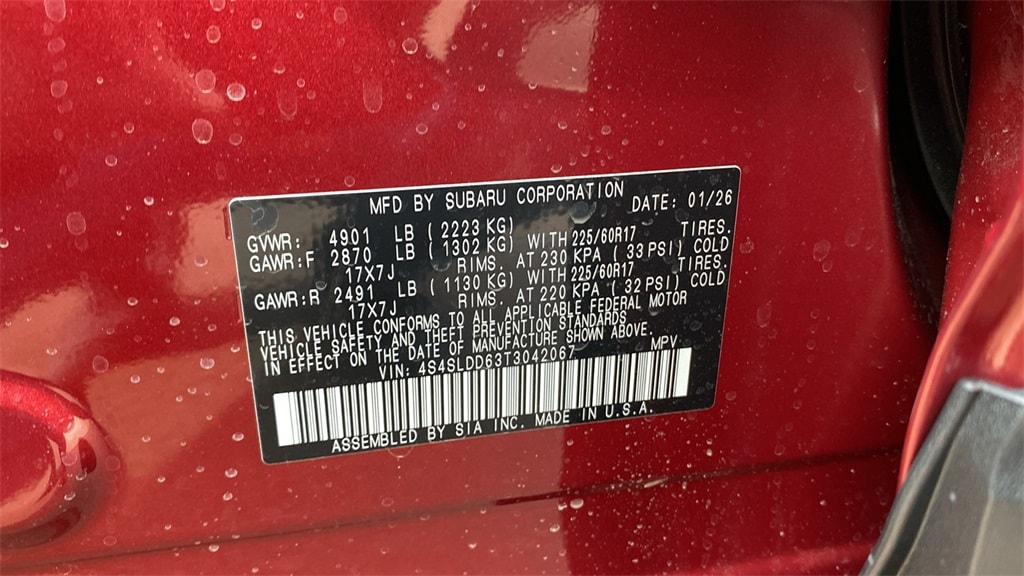 MFD BY SUBARU CORPORATION DATE: 01/26
GVWR: 4901 LB ( 2223 KG)
GAWR:F 2870 LB ( 1302 KG) WITH 225/60R17 TIRES.
17X7J RIMS. AT 230 KPA ( 33 PSI) COLD
GAWR:R 2491 LB ( 1130 KG) WITH 225/60R17 TIRES.
17X7J RIMS. AT 220 KPA ( 32 PSI) COLD
THIS VEHICLE CONFORMS TO ALL APPLICABLE FEDERAL MOTOR
VEHICLE SAFETY AND THEFT PREVENTION STANDARDS
IN EFFECT ON THE DATE OF MANUFACTURE SHOWN ABOVE.
VIN: 4S4SLDD63T3042067 MPV
ASSEMBLED BY SIA INC. MADE IN U.S.A.